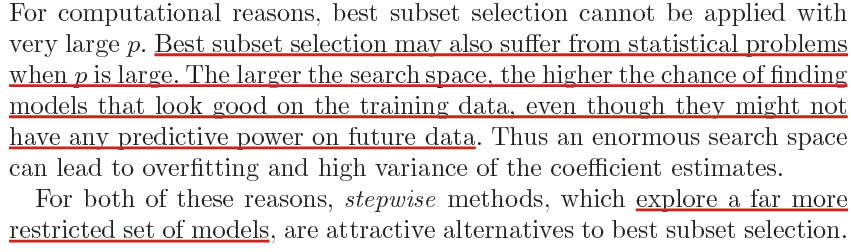 For computational reasons, best subset selection cannot be applied with
very large p. Best subset selection may also suffer from statistical problems
when p is large. The larger the search space, the higher the chance of finding
models that look good on the training data, even though they might not
have any predictive power on future data. Thus an enormous search space
can lead to overfitting and high variance of the coefficient estimates.
For both of these reasons, stepwise methods, which explore a far more
restricted set of models, are attractive alternatives to best subset selection.